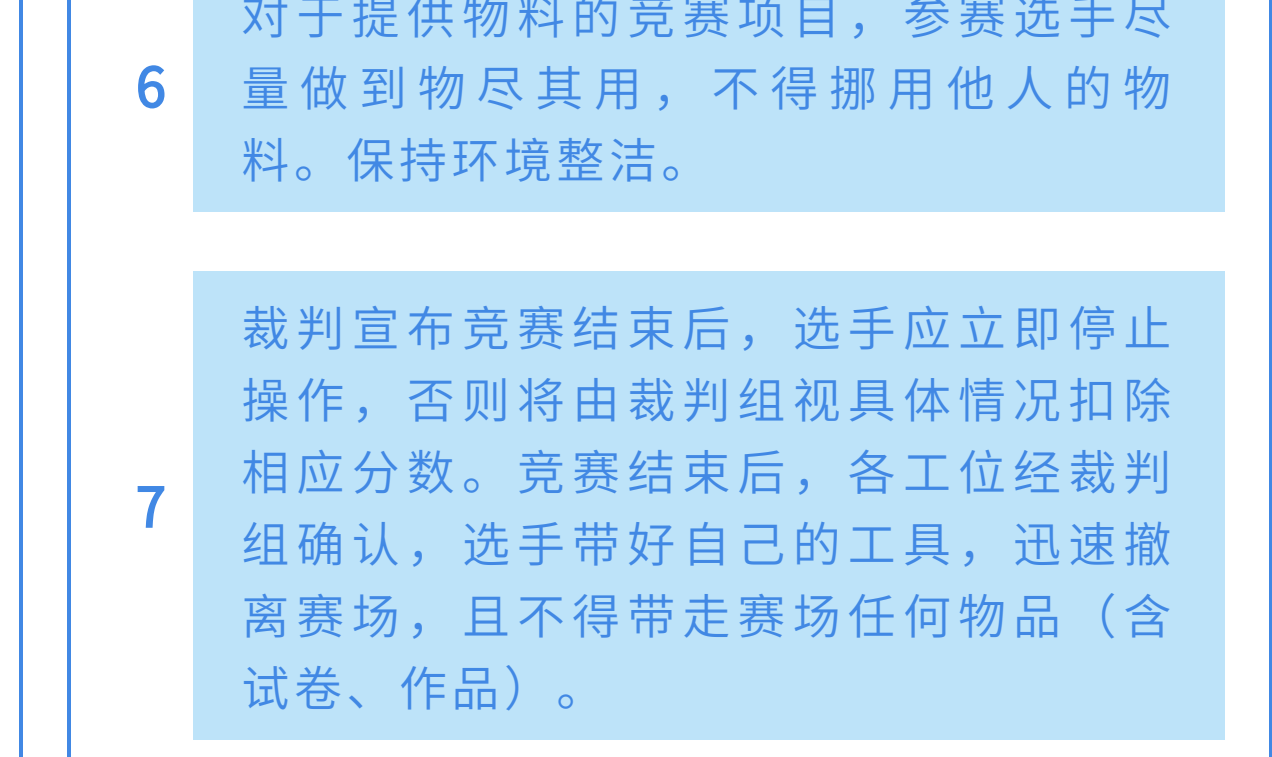 对于提供物料的竞赛项目，参赛选手尽
6
量做到物尽其用，不得挪用他人的物
料。保持环境整洁。
裁判宣布竞赛结束后，选手应立即停止
操作，否则将由裁判组视具体情况扣除
相应分数。竞赛结束后，各工位经裁判
7
组确认，选手带好自己的工具，迅速撤
离赛场，且不得带走赛场任何物品（含
试卷、作品）。